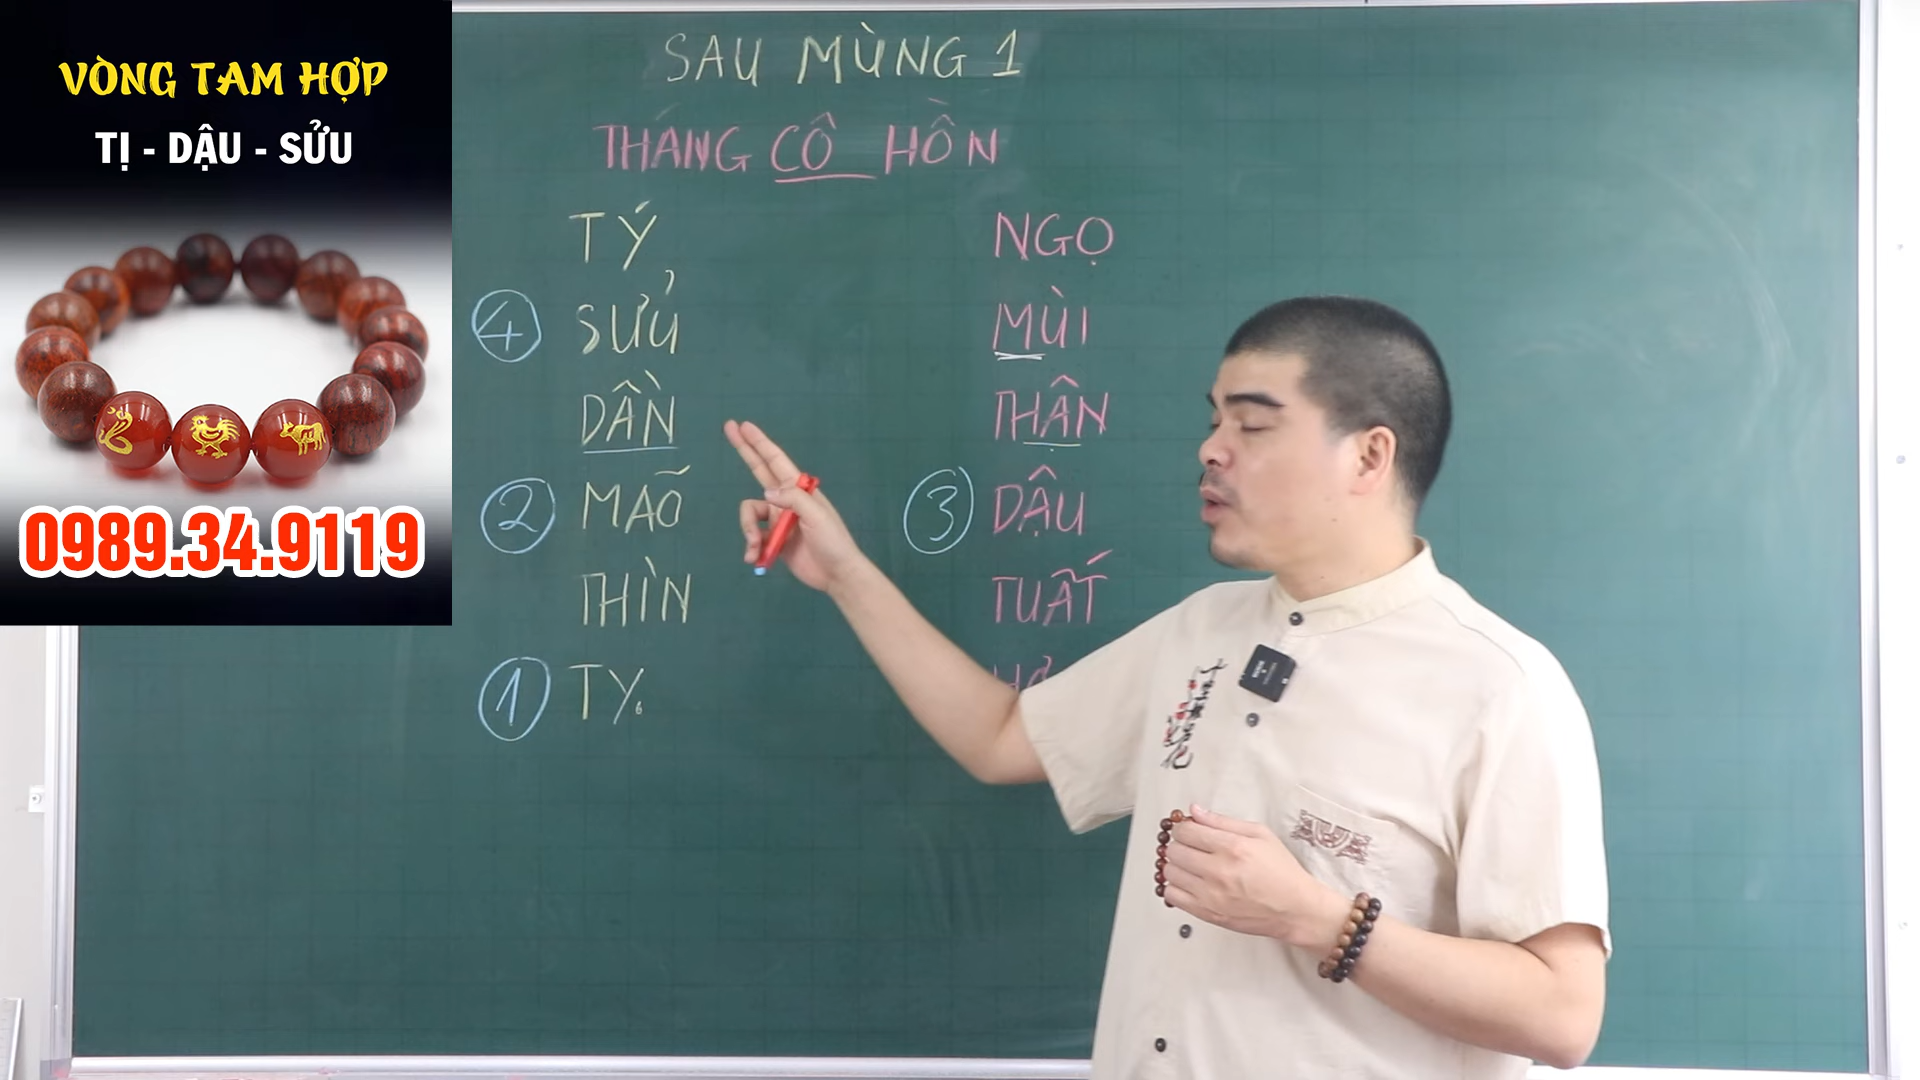 VÒNG TAM HỢP
TỊ - DẬU - SỬU
0989.34.9119
SAU MÙNG 1
THÁNG CÔ HỒN
TÝ
④ SỬU
DẦN
② MÃO
THÌN
① TỴ
NGỌ
MÙI
THÂN
③ DẬU
TUẤT